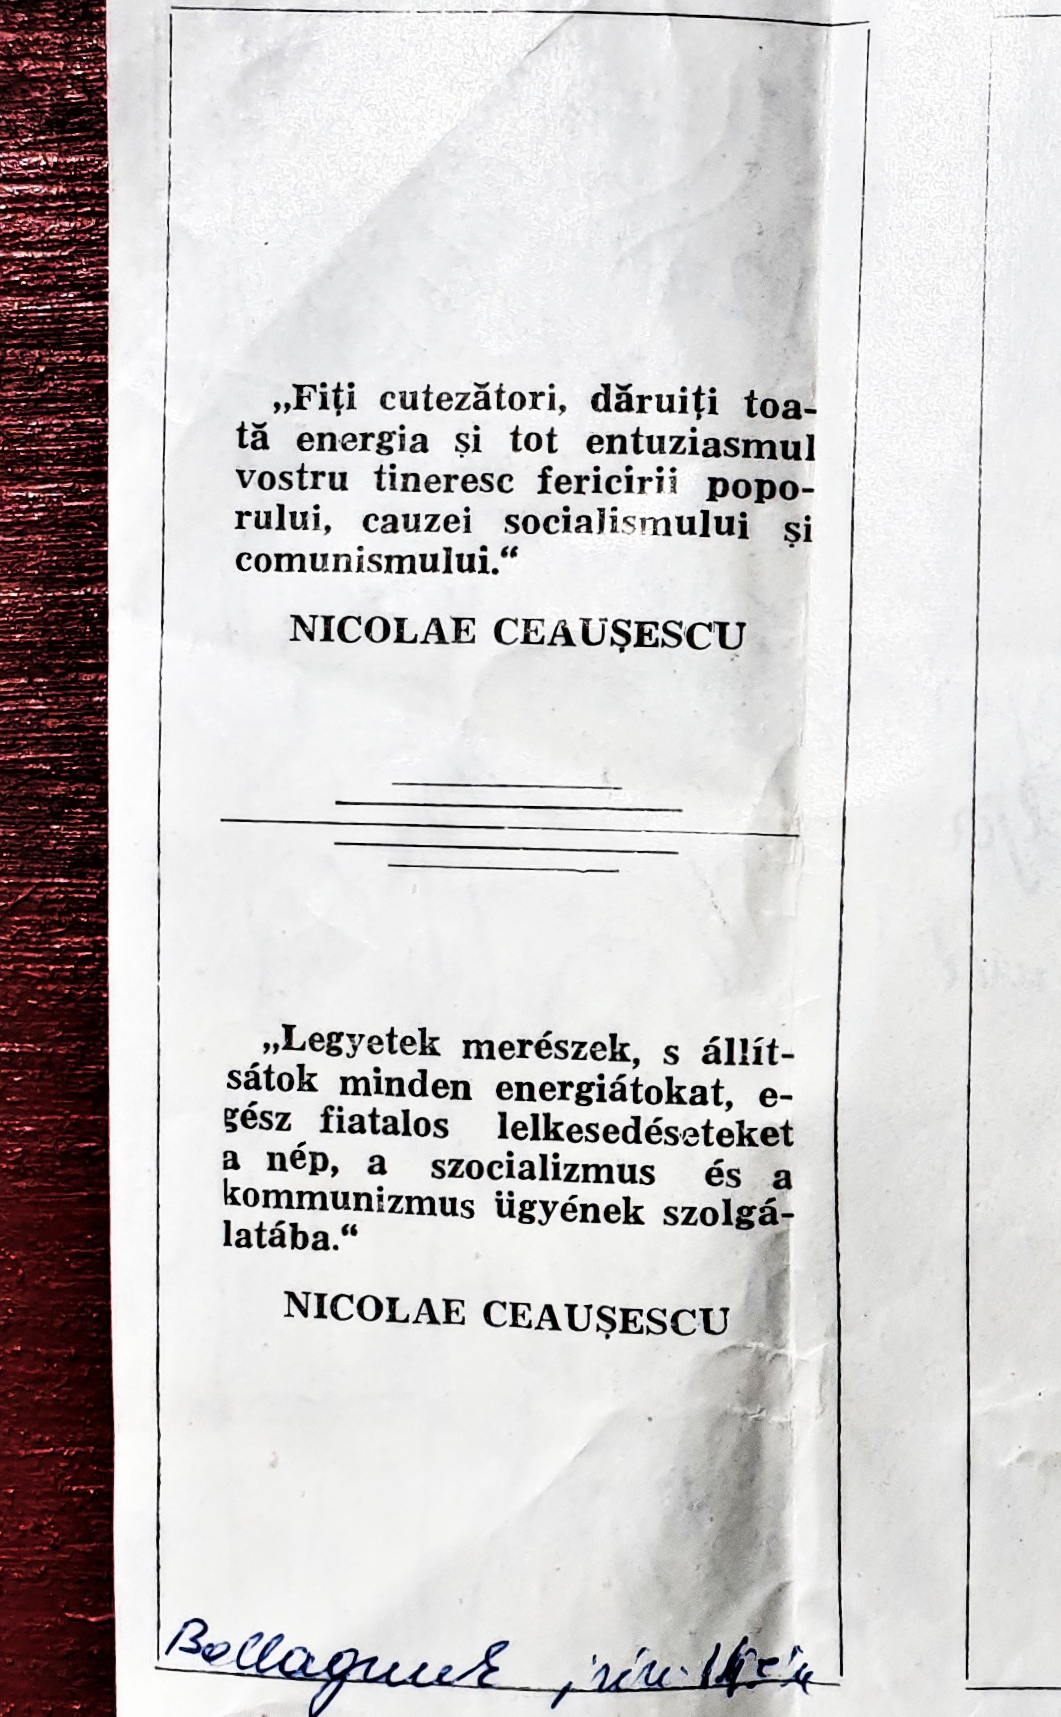 „Fiți cutezători, dăruiți toa-
tă energia și tot entuziasmul
vostru tineresc fericirii popo-
rului, cauzei socialismului și
comunismului.“
NICOLAE CEAUȘESCU
„Legyetek merészek, s állít-
sátok minden energiátokat, e-
gész fiatalos lelkesedéseteket
a nép, a szocializmus és a
kommunizmus ügyének szolgá-
latába.“
NICOLAE CEAUȘESCU